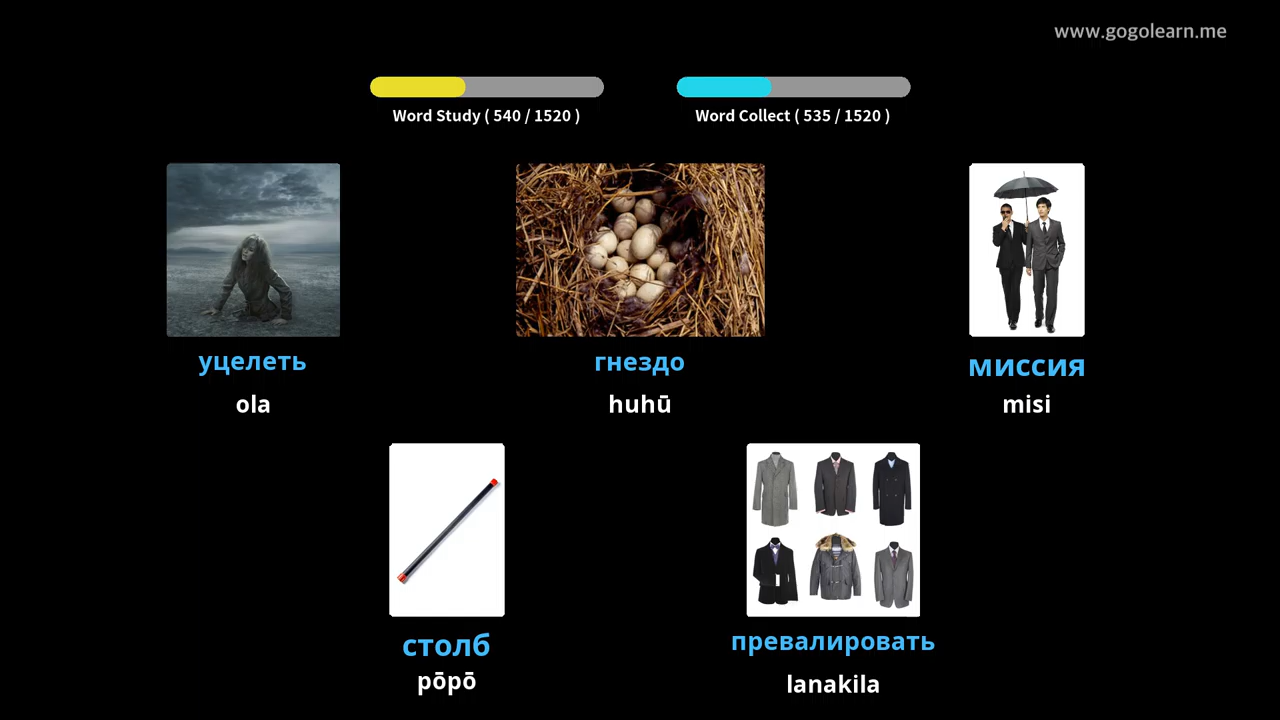 www.gogolearn.me
Word Study ( 540 / 1520 )
Word Collect ( 535 / 1520 )
уцелеть
ola
гнездо
huhū
миссия
misi
столб
pōpō
превалировать
lanakila